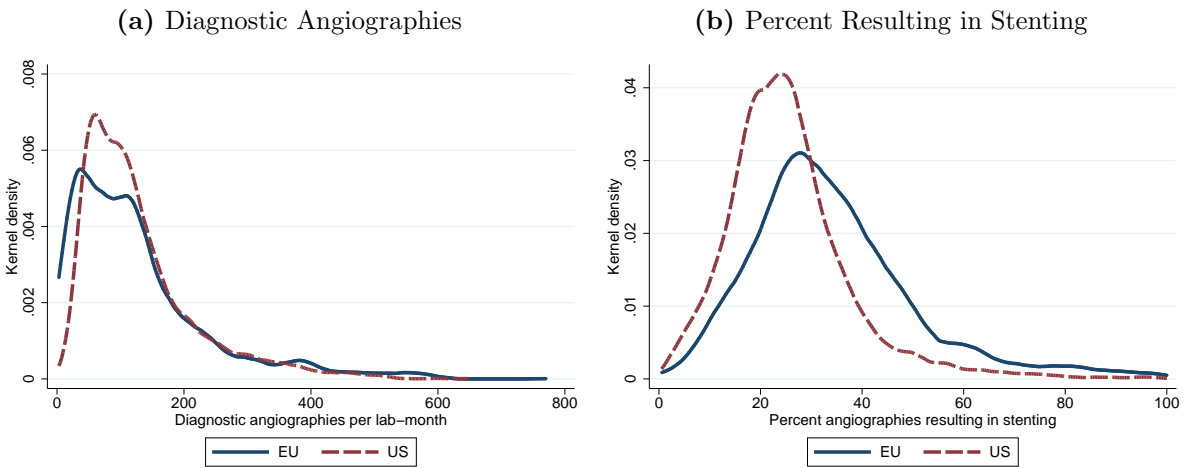 (a) Diagnostic Angiographies
Kernel density
0 .002 .004 .006 .008
0 200 400 600 800
Diagnostic angiographies per lab−month
EU US
(b) Percent Resulting in Stenting
Kernel density
0 .01 .02 .03 .04
0 20 40 60 80 100
Percent angiographies resulting in stenting
EU US